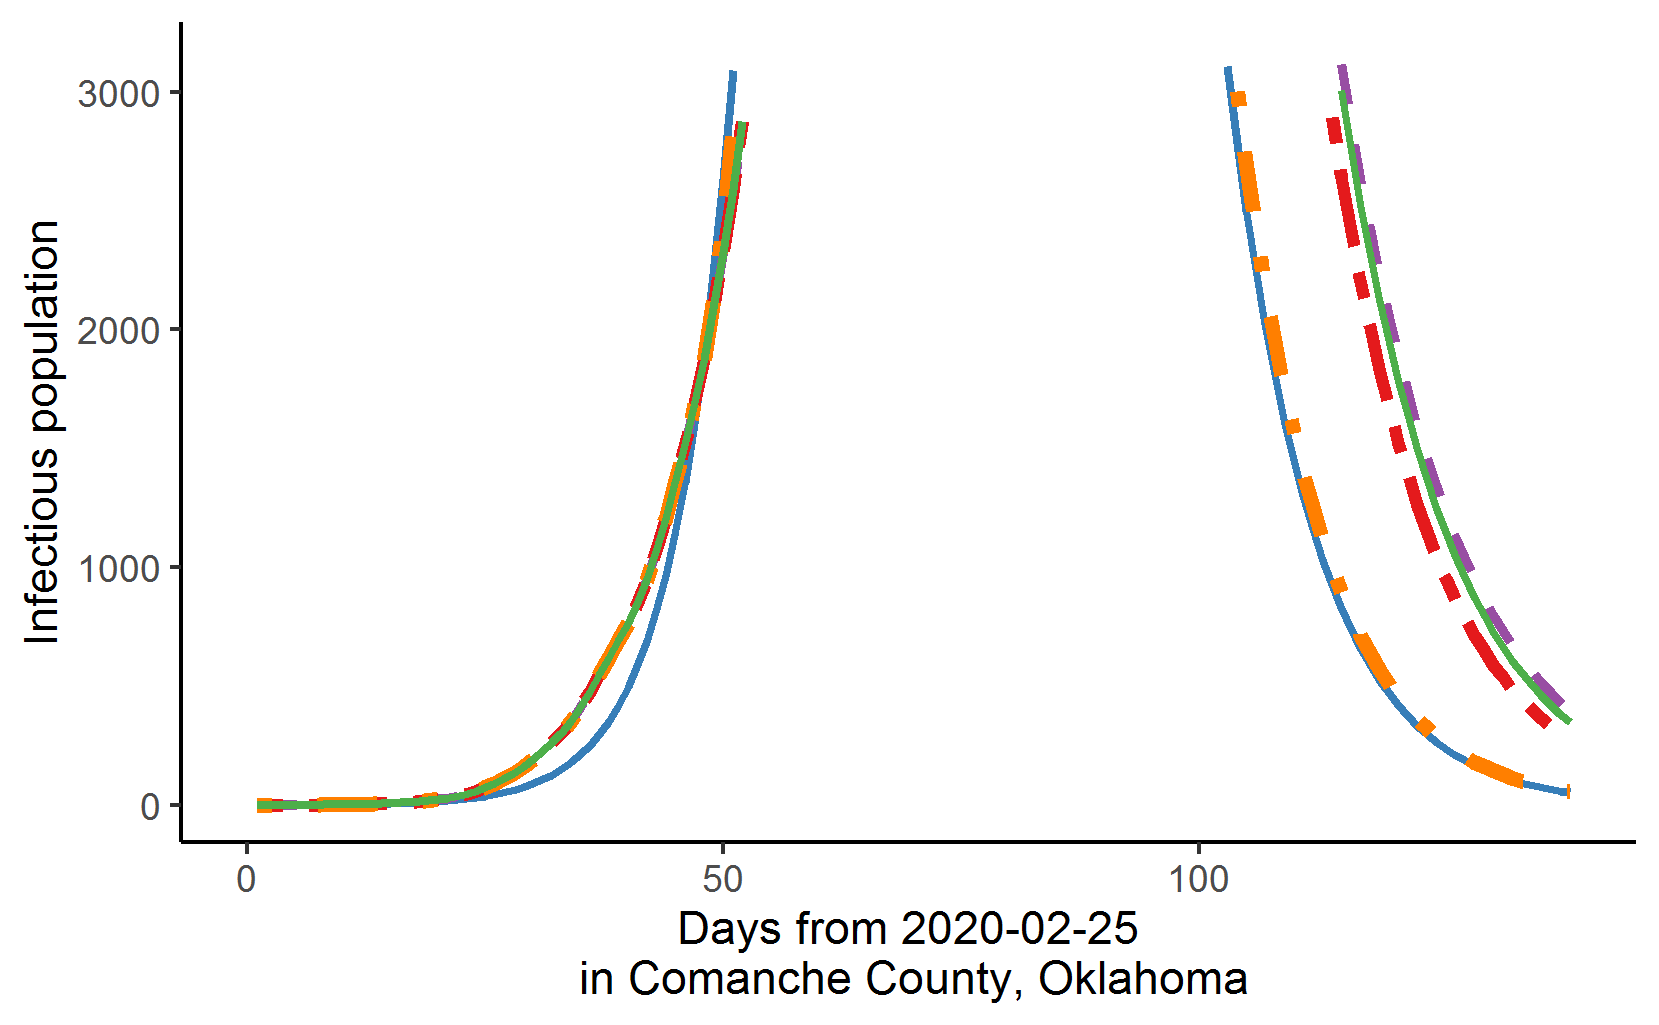 Infectious population
3000
2000
1000
0
0 50 100
Days from 2020-02-25
in Comanche County, Oklahoma